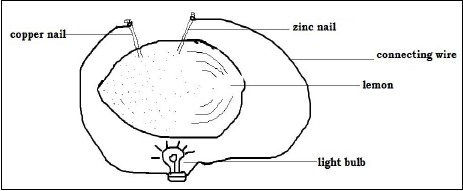 zinc nail
copper nail
connecting wire
lemon
light bulb